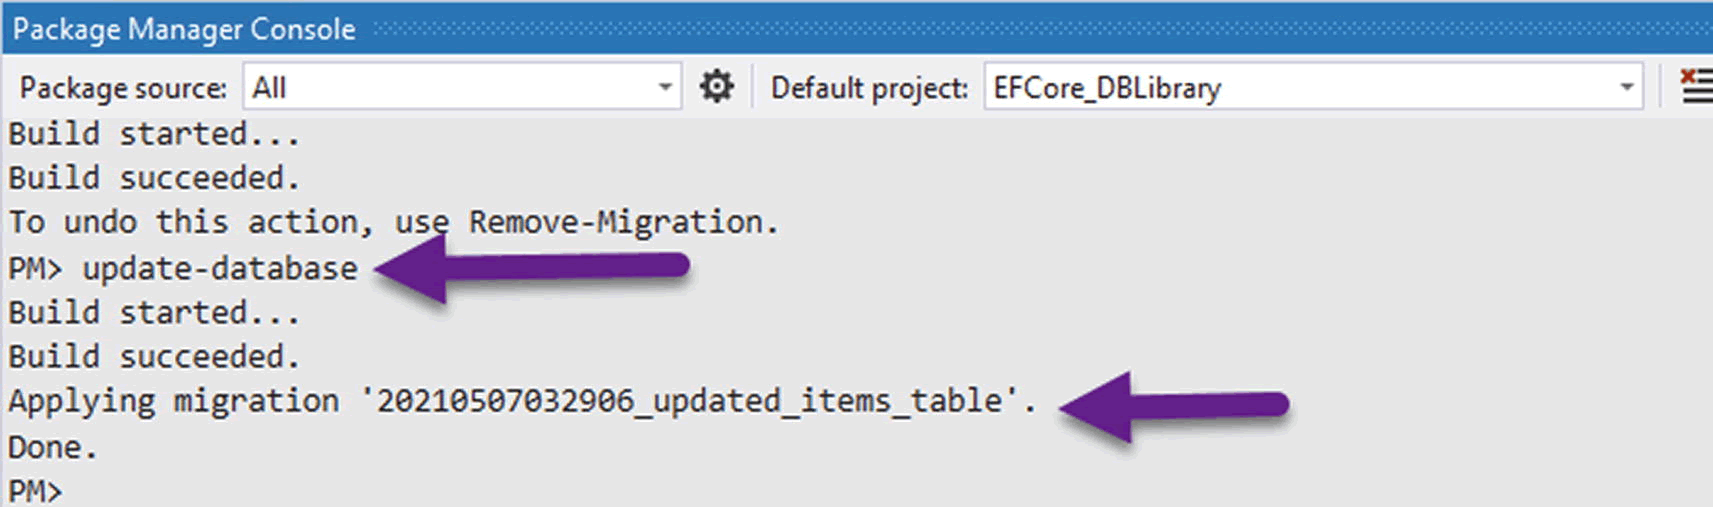 Package Manager Console
Package source: All Default project: EFCore_DBLibrary
Build started...
Build succeeded.
To undo this action, use Remove-Migration.
PM> update-database
Build started...
Build succeeded.
Applying migration '20210507032906_updated_items_table'.
Done.
PM>